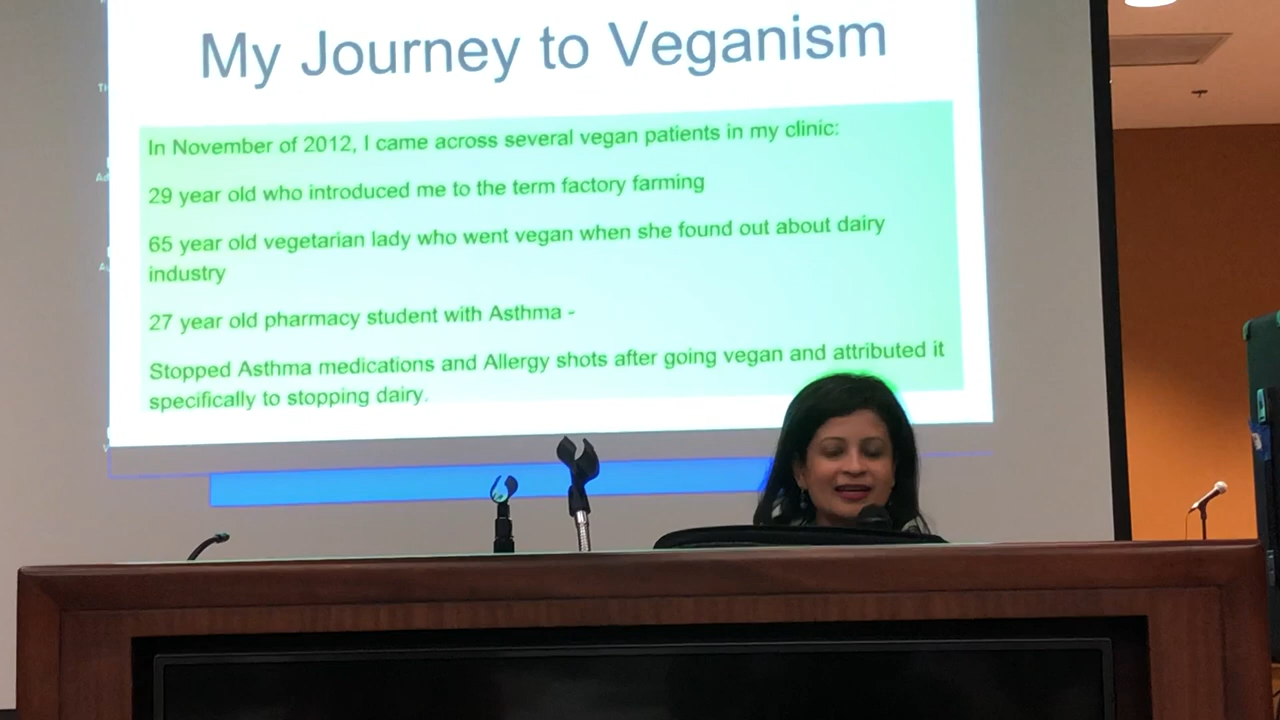 My Journey to Veganism
In November of 2012, I came across several vegan patients in my clinic:
29 year old who introduced me to the term factory farming
65 year old vegetarian lady who went vegan when she found out about dairy
industry
27 year old pharmacy student with Asthma -
Stopped Asthma medications and Allergy shots after going vegan and attributed it
specifically to stopping dairy.